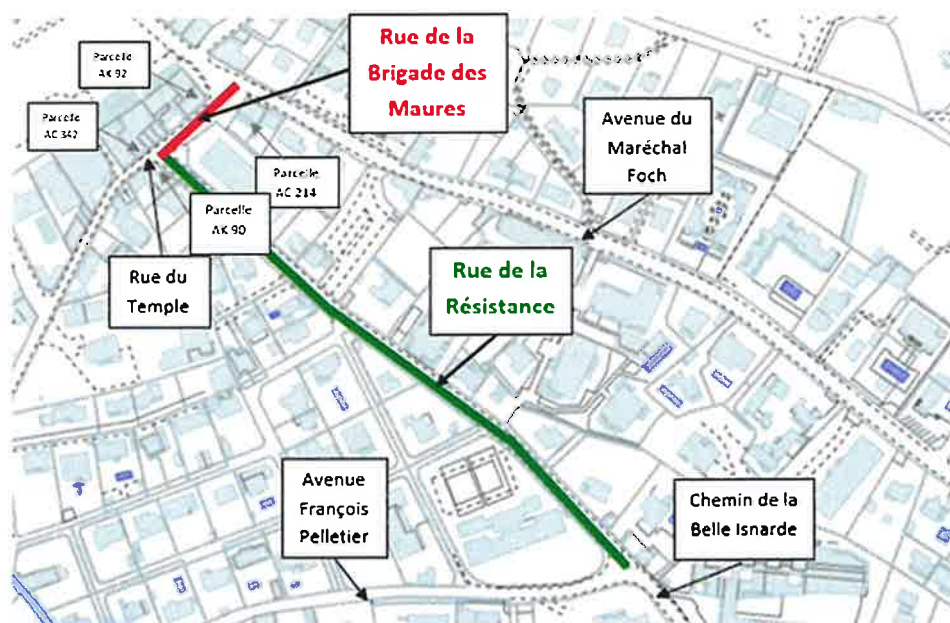 Rue de la
Brigade des
Maures
Parcelle
AK 92
Parcelle
AC 342
Parcelle
AC 214
Parcelle
AK 90
Rue du
Temple
Avenue du
Maréchal
Foch
Rue de la
Résistance
Avenue
François
Pelletier
Chemin de la
Belle Isnarde